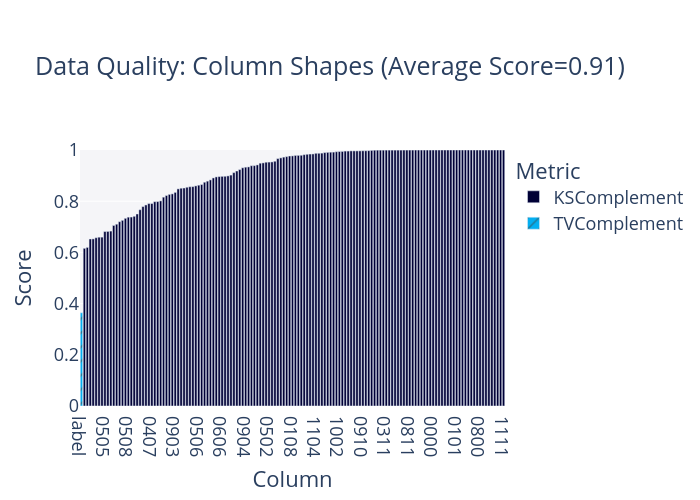 Data Quality: Column Shapes (Average Score=0.91)
1
0.8
0.6
0.4
0.2
0
Score
label 0505 0508 0407 0903 0506 0606 0904 0502 0108 1104 1002 0910 0311 0811 0000 0101 0800 1111
Column
Metric
KSComplement
TVComplement